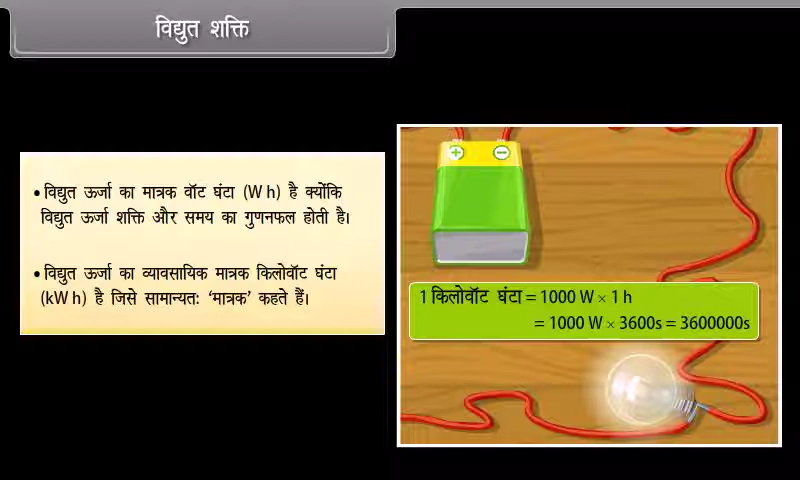 विद्युत शक्ति
• विद्युत ऊर्जा का मात्रक वॉट घंटा (W h) है क्योंकि
विद्युत ऊर्जा शक्ति और समय का गुणनफल होती है।
• विद्युत ऊर्जा का व्यावसायिक मात्रक किलोवॉट घंटा
(kW h) है जिसे सामान्यतः ‘मात्रक’ कहते हैं।
+ −
1 किलोवॉट घंटा = 1000 W × 1 h
= 1000 W × 3600s = 3600000s